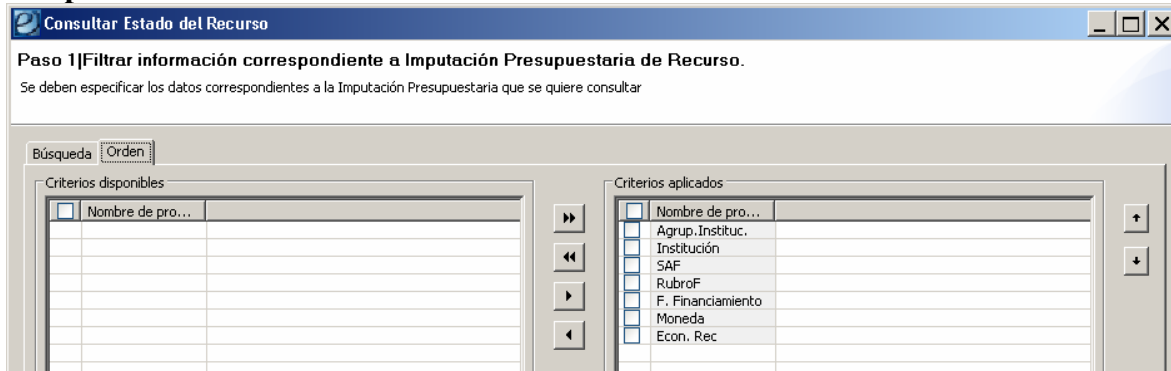 Consultar Estado del Recurso
Paso 1|Filtrar información correspondiente a Imputación Presupuestaria de Recurso.
Se deben especificar los datos correspondientes a la Imputación Presupuestaria que se quiere consultar
Búsqueda Orden
Criterios disponibles
Nombre de pro...
Criterios aplicados
Nombre de pro...
Agrup.Instituc.
Institución
SAF
RubroF
F. Financiamiento
Moneda
Econ. Rec